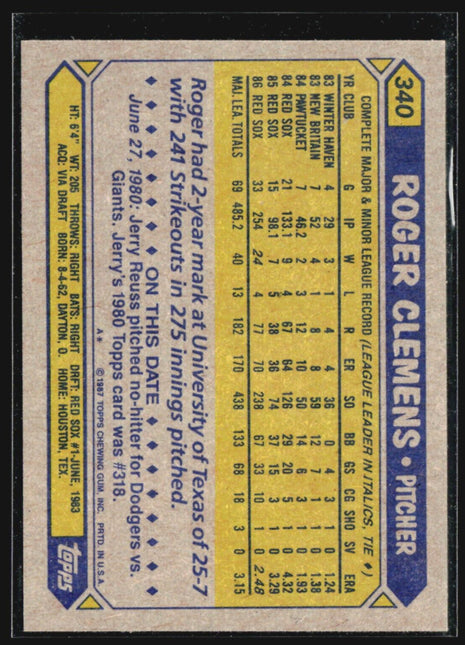 340
ROGER CLEMENS • PITCHER
COMPLETE MAJOR & MINOR LEAGUE RECORD (LEAGUE LEADER IN ITALICS, TIE ♦)
YR CLUB G IP W L R ER SO BB GS CG SHO SV ERA
83 WINTER HAVEN 4 29 3 1 4 4 36 0 4 3 1 0 1.24
83 NEW BRITAIN 7 52 4 1 8 8 59 12 7 1 1 0 1.38
84 PAWTUCKET 7 46.2 2 3 12 10 50 14 6 3 1 0 1.93
84 RED SOX 21 133.1 9 4 67 64 126 29 20 5 1 0 4.32
85 RED SOX 15 98.1 7 5 38 36 74 37 15 3 1 0 3.29
86 RED SOX 33 254 24 4 77 70 238 67 33 10 1 0 2.48
MAJ. LEA. TOTALS 69 485.2 40 13 182 170 438 133 68 18 3 0 3.15
Roger had 2-year mark at University of Texas of 25-7
with 241 Strikeouts in 275 innings pitched.
♦ ♦ ♦ ♦ ♦ ♦ ON THIS DATE ♦ ♦ ♦ ♦ ♦ ♦
June 27, 1980: Jerry Reuss pitched no-hitter for Dodgers vs.
Giants. Jerry's 1980 Topps card was #318.
A* © 1987 TOPPS CHEWING GUM, INC. PRTD. IN U.S.A.
HT: 6'4" WT: 205 THROWS: RIGHT BATS: RIGHT DRFT: RED SOX #1-JUNE, 1983
ACQ: VIA DRAFT BORN: 8-4-62, DAYTON, O. HOME: HOUSTON, TEX.
topps